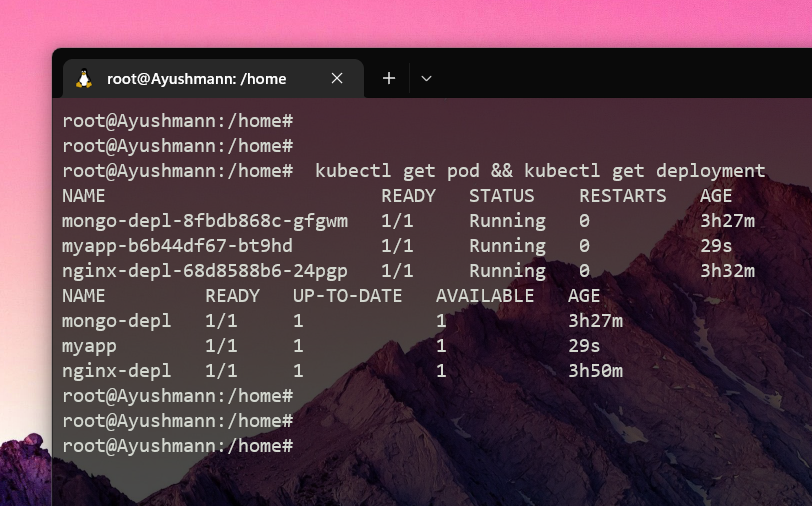 root@Ayushmann: /home
root@Ayushmann:/home#
root@Ayushmann:/home#
root@Ayushmann:/home#  kubectl get pod && kubectl get deployment
NAME                         READY   STATUS    RESTARTS   AGE
mongo-depl-8fbdb868c-gfgwm   1/1     Running   0          3h27m
myapp-b6b44df67-bt9hd        1/1     Running   0          29s
nginx-depl-68d8588b6-24pgp   1/1     Running   0          3h32m
NAME         READY   UP-TO-DATE   AVAILABLE   AGE
mongo-depl   1/1     1            1           3h27m
myapp        1/1     1            1           29s
nginx-depl   1/1     1            1           3h50m
root@Ayushmann:/home#
root@Ayushmann:/home#
root@Ayushmann:/home#